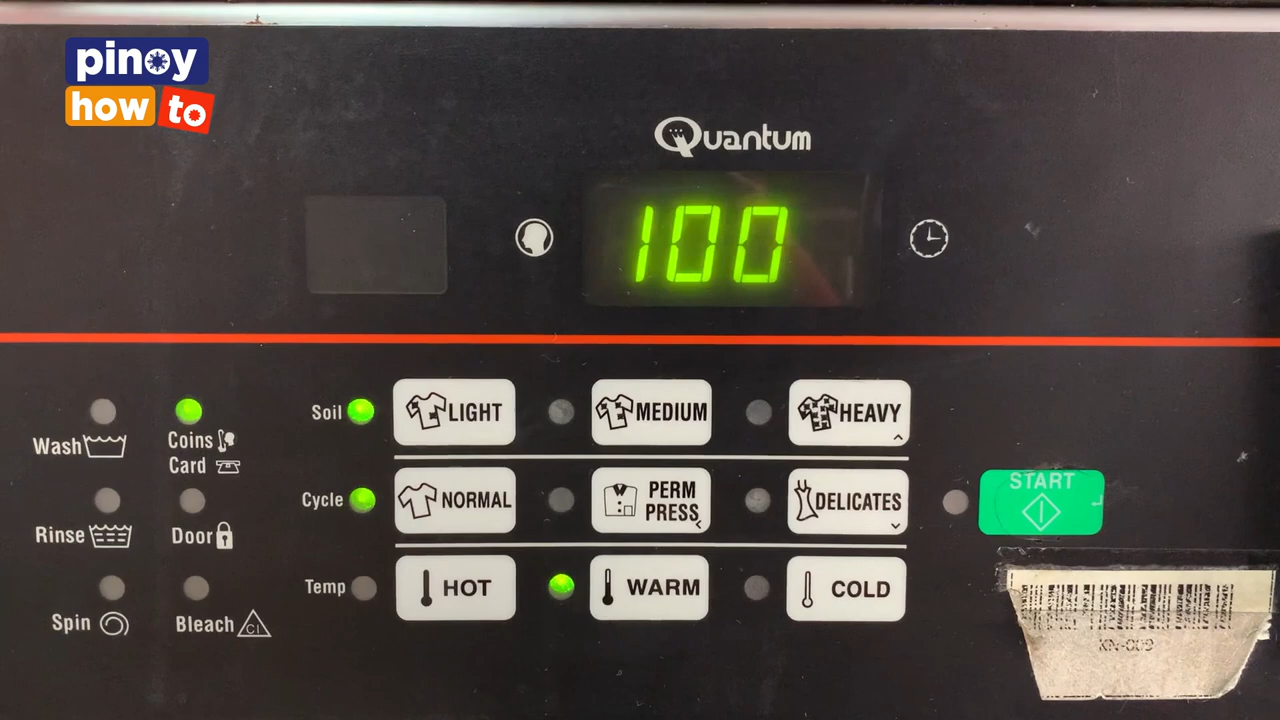 pinoy
how to
Quantum
100
Soil LIGHT MEDIUM HEAVY
Wash Coins
Card
Cycle NORMAL PERM PRESS DELICATES START
Rinse Door
Temp HOT WARM COLD
Spin Bleach Cl
KN-009